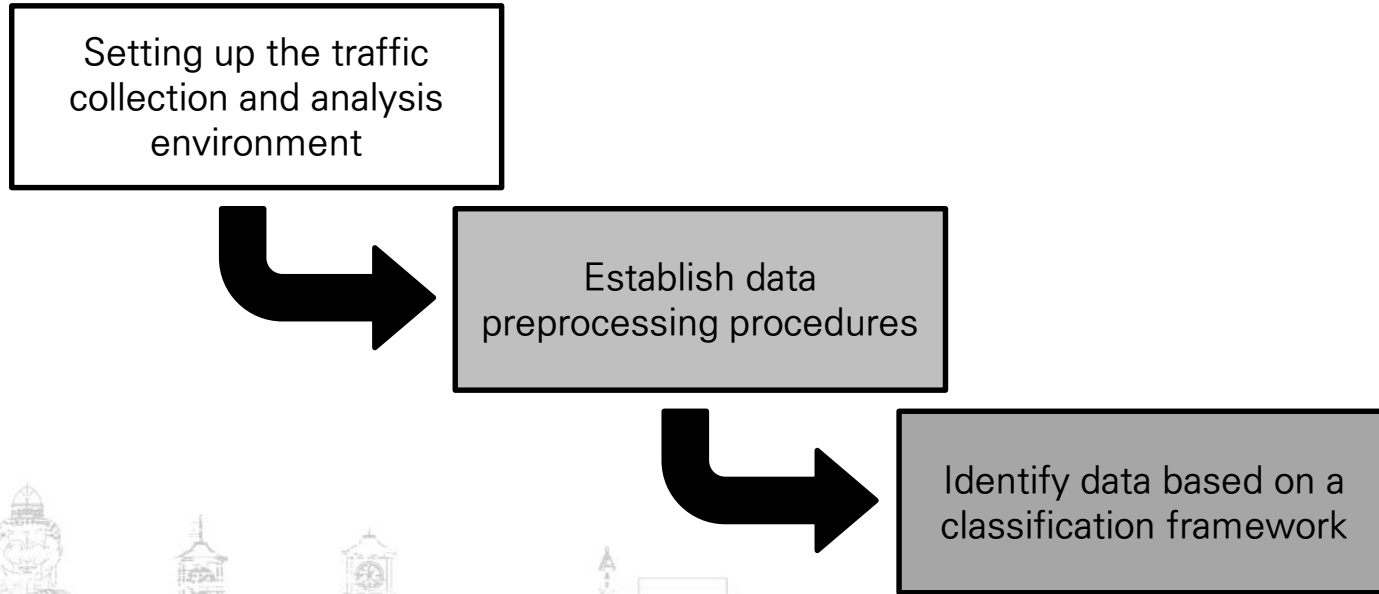 Setting up the traffic
collection and analysis
environment
Establish data
preprocessing procedures
Identify data based on a
classification framework